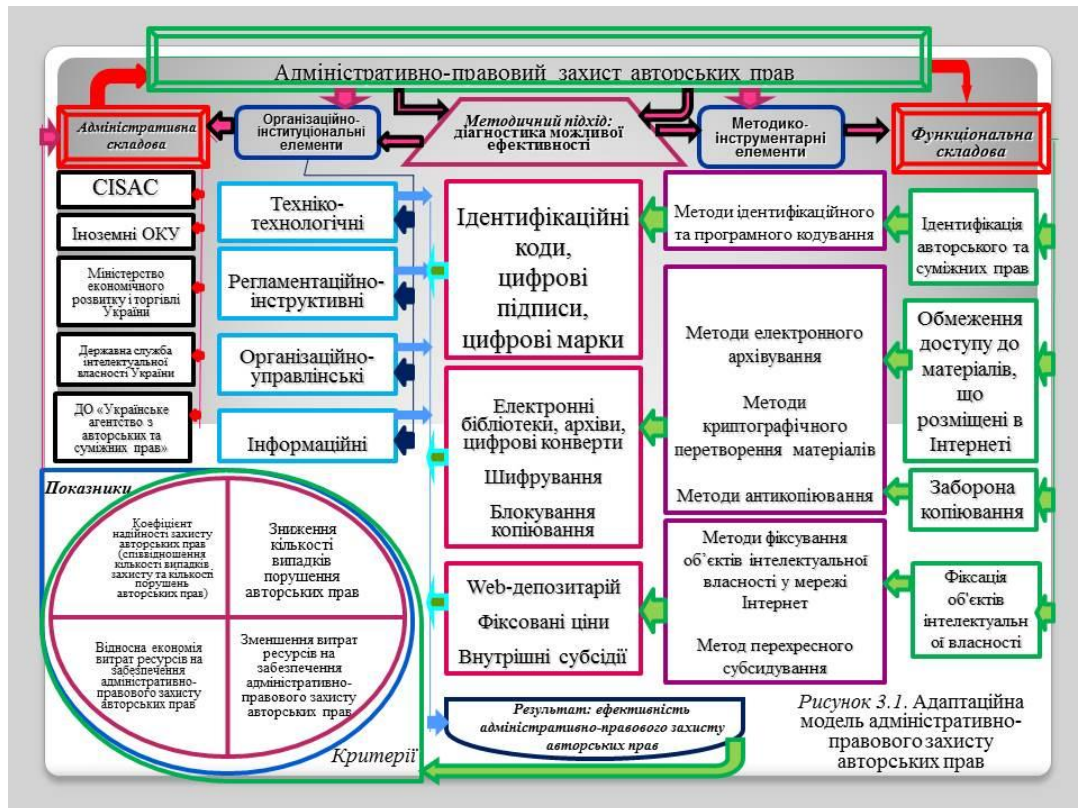 Адміністративно-правовий захист авторських прав
Адміністративна
складова
Організаційно-
інституціональні
елементи
Методичний підхід:
діагностика можливої
ефективності
Методико-
інструментарні
елементи
Функціональна
складова
CISAC
Іноземні ОКУ
Міністерство
економічного
розвитку і торгівлі
України
Державна служба
інтелектуальної
власності України
ДО «Українське
агентство з
авторських та
суміжних прав»
Техніко-
технологічні
Регламентаційно-
інструктивні
Організаційно-
управлінські
Інформаційні
Ідентифікаційні
коди,
цифрові
підписи,
цифрові марки
Електронні
бібліотеки, архіви,
цифрові конверти
Шифрування
Блокування
копіювання
Web-депозитарій
Фіксовані ціни
Внутрішні субсидії
Методи ідентифікаційного
та програмного кодування
Методи електронного
архівування
Методи
криптографічного
перетворення матеріалів
Методи антикопіювання
Методи фіксування
об’єктів інтелектуальної
власності у мережі
Інтернет
Метод перехресного
субсидування
Ідентифікація
авторського та
суміжних прав
Обмеження
доступу до
матеріалів,
що
розміщені в
Інтернеті
Заборона
копіювання
Фіксація
об'єктів
інтелектуальн
ої власності
Показники
Коефіцієнт
надійності захисту
авторських прав
(співвідношення
кількості випадків
захисту та кількості
порушень
авторських прав)
Зниження
кількості
випадків
порушення
авторських прав
Відносна економія
витрат ресурсів на
забезпечення
адміністративно-
правового захисту
авторських прав
Зменшення витрат
ресурсів на
забезпечення
адміністративно-
правового захисту
авторських прав
Критерії
Результат: ефективність
адміністративно-правового захисту
авторських прав
Рисунок 3.1. Адаптаційна
модель адміністративно-
правового захисту
авторських прав